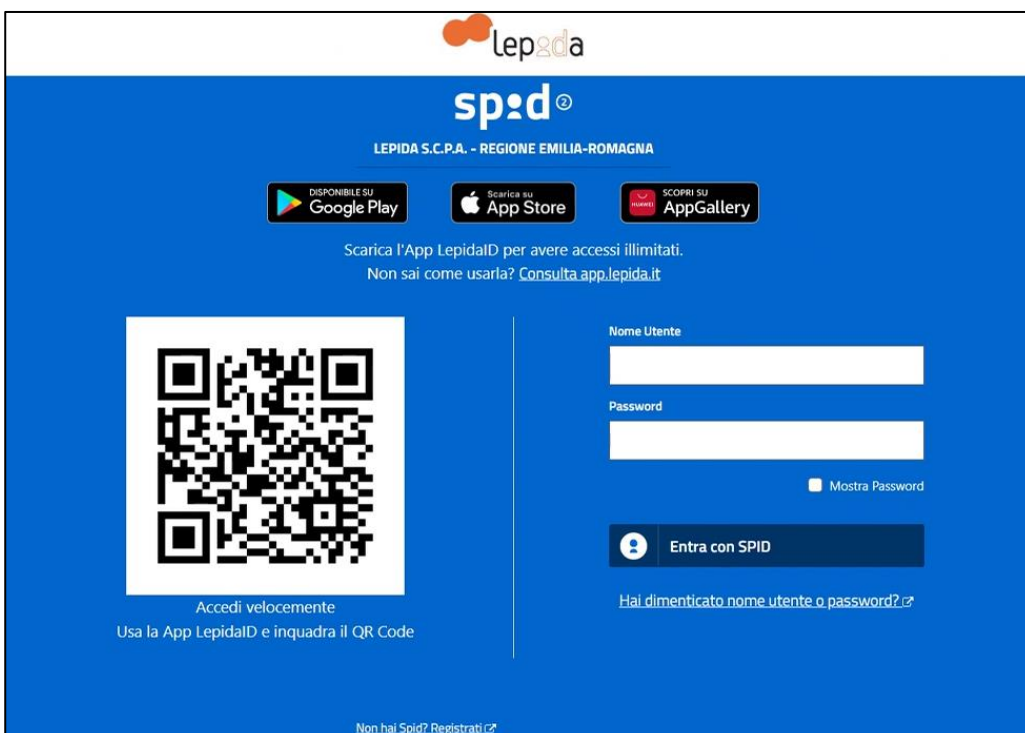 lepida
spid 2
LEPIDA S.C.P.A. - REGIONE EMILIA-ROMAGNA
DISPONIBILE SU
Google Play
Scarica su
App Store
HUAWEI
SCOPRI SU
AppGallery
Scarica l'App LepidaID per avere accessi illimitati.
Non sai come usarla? Consulta app.lepida.it
Accedi velocemente
Usa la App LepidaID e inquadra il QR Code
Nome Utente
Password
Mostra Password
Entra con SPID
Hai dimenticato nome utente o password?
Non hai Spid? Registrati